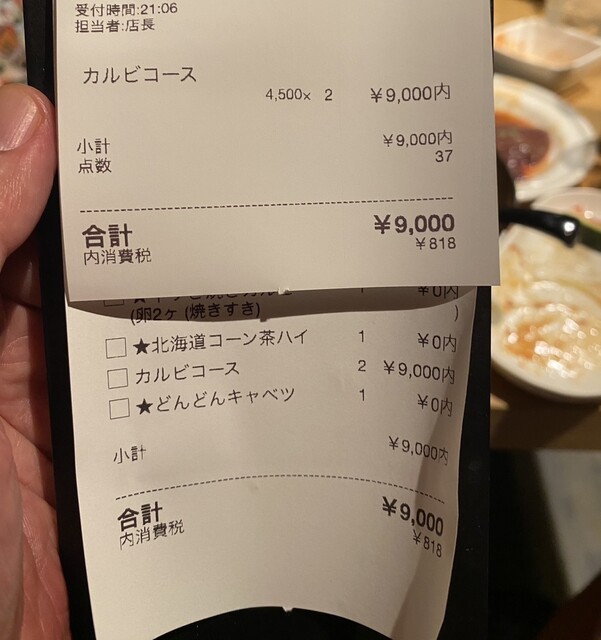 受付時間:21:06
担当者:店長
カルビコース
4,500× 2 ¥9,000内
小計 ¥9,000内
点数 37
合計 ¥9,000
内消費税 ¥818
1 ¥0内
(卵2ヶ (焼きすき) )
★北海道コーン茶ハイ 1 ¥0内
カルビコース 2 ¥9,000内
★どんどんキャベツ 1 ¥0内
小計 ¥9,000内
合計 ¥9,000
内消費税 ¥818